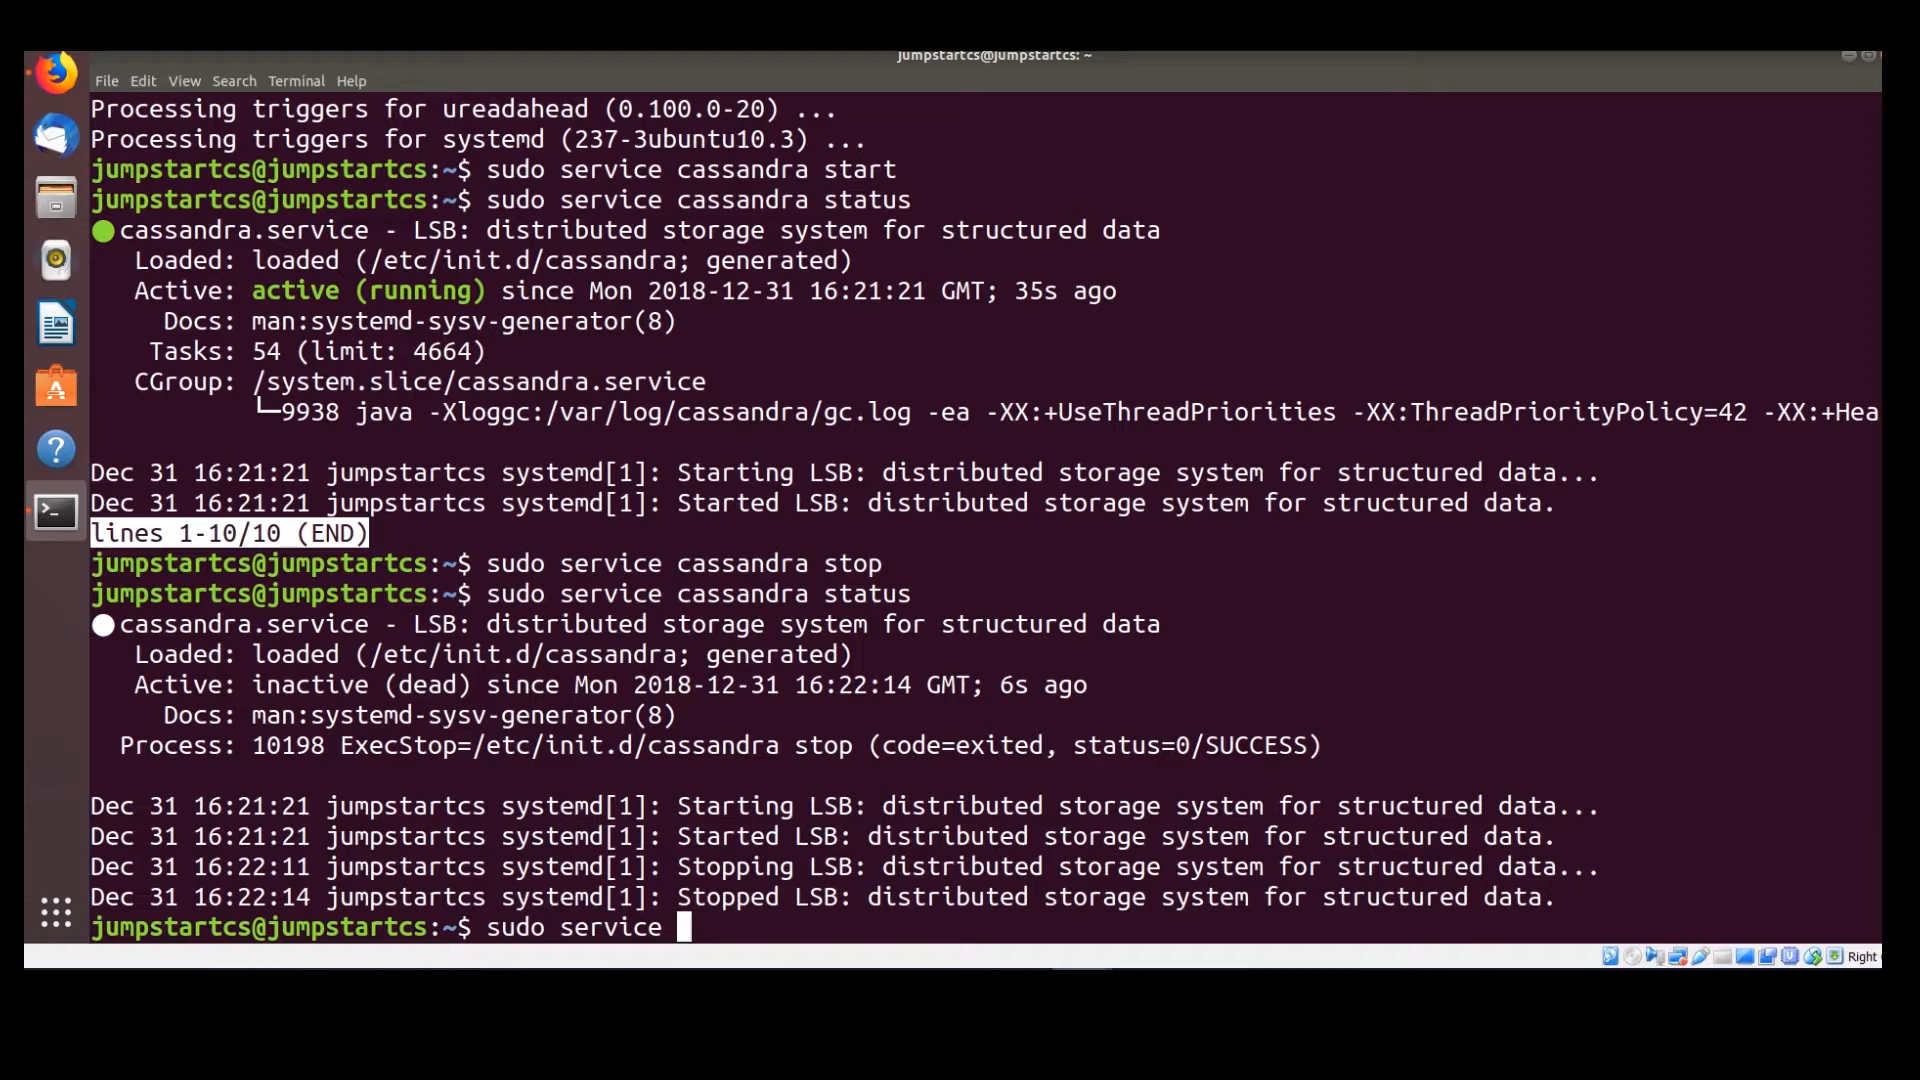 jumpstartcs@jumpstartcs: ~
File Edit View Search Terminal Help
Processing triggers for ureadahead (0.100.0-20) ...
Processing triggers for systemd (237-3ubuntu10.3) ...
jumpstartcs@jumpstartcs:~$ sudo service cassandra start
jumpstartcs@jumpstartcs:~$ sudo service cassandra status
cassandra.service - LSB: distributed storage system for structured data
Loaded: loaded (/etc/init.d/cassandra; generated)
Active: active (running) since Mon 2018-12-31 16:21:21 GMT; 35s ago
Docs: man:systemd-sysv-generator(8)
Tasks: 54 (limit: 4664)
CGroup: /system.slice/cassandra.service
└─9938 java -Xloggc:/var/log/cassandra/gc.log -ea -XX:+UseThreadPriorities -XX:ThreadPriorityPolicy=42 -XX:+Hea
Dec 31 16:21:21 jumpstartcs systemd[1]: Starting LSB: distributed storage system for structured data...
Dec 31 16:21:21 jumpstartcs systemd[1]: Started LSB: distributed storage system for structured data.
lines 1-10/10 (END)
jumpstartcs@jumpstartcs:~$ sudo service cassandra stop
jumpstartcs@jumpstartcs:~$ sudo service cassandra status
cassandra.service - LSB: distributed storage system for structured data
Loaded: loaded (/etc/init.d/cassandra; generated)
Active: inactive (dead) since Mon 2018-12-31 16:22:14 GMT; 6s ago
Docs: man:systemd-sysv-generator(8)
Process: 10198 ExecStop=/etc/init.d/cassandra stop (code=exited, status=0/SUCCESS)
Dec 31 16:21:21 jumpstartcs systemd[1]: Starting LSB: distributed storage system for structured data...
Dec 31 16:21:21 jumpstartcs systemd[1]: Started LSB: distributed storage system for structured data.
Dec 31 16:22:11 jumpstartcs systemd[1]: Stopping LSB: distributed storage system for structured data...
Dec 31 16:22:14 jumpstartcs systemd[1]: Stopped LSB: distributed storage system for structured data.
jumpstartcs@jumpstartcs:~$ sudo service
Right